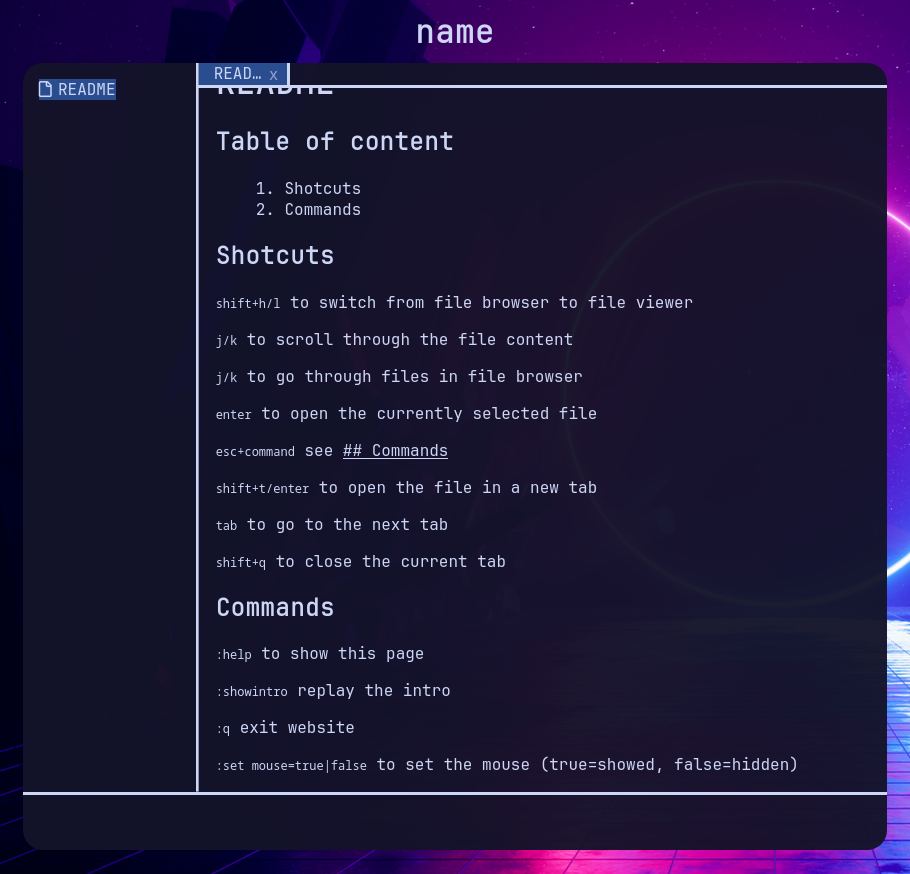 name
README
READ… x
README
Table of content
1. Shotcuts
2. Commands
Shotcuts
shift+h/l to switch from file browser to file viewer
j/k to scroll through the file content
j/k to go through files in file browser
enter to open the currently selected file
esc+command see ## Commands
shift+t/enter to open the file in a new tab
tab to go to the next tab
shift+q to close the current tab
Commands
:help to show this page
:showintro replay the intro
:q exit website
:set mouse=true|false to set the mouse (true=showed, false=hidden)